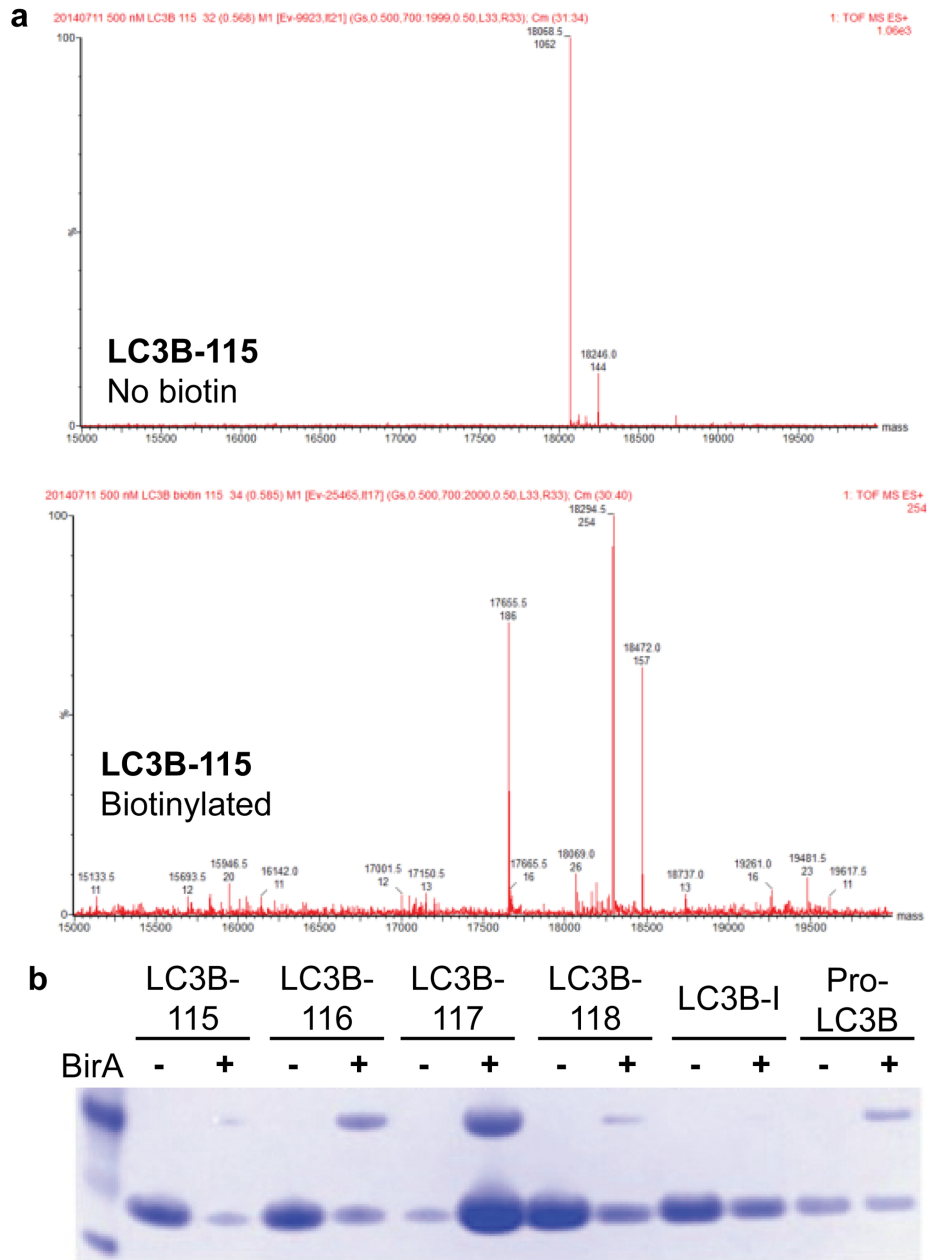 a
20140711 500 nM LC3B 115 32 (0.568) M1 [Ev-9923,It21] (Gs,0.500,700:1999,0.50,L33,R33); Cm (31:34)
1: TOF MS ES+
1.06e3
100
%
0
18068.5
1062
18246.0
144
LC3B-115
No biotin
15000 15500 16000 16500 17000 17500 18000 18500 19000 19500 mass
20140711 500 nM LC3B biotin 115 34 (0.585) M1 [Ev-25465,It17] (Gs,0.500,700:2000,0.50,L33,R33); Cm (30:40)
1: TOF MS ES+
254
100
%
0
18294.5
254
17655.5
186
18472.0
157
LC3B-115
Biotinylated
15133.5
11
15693.5
12
15946.5
20
16142.0
11
17001.5
12
17150.5
13
17665.5
16
18069.0
26
18737.0
13
19261.0
16
19481.5
23
19617.5
11
15000 15500 16000 16500 17000 17500 18000 18500 19000 19500 mass
b
LC3B-115 LC3B-116 LC3B-117 LC3B-118 LC3B-I Pro-LC3B
BirA - + - + - + - + - + - +